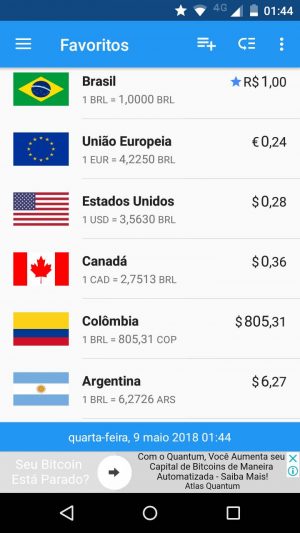 4G 01:44
Favoritos
Brasil
R$1,00
1 BRL = 1,0000 BRL
União Europeia
€0,24
1 EUR = 4,2250 BRL
Estados Unidos
$0,28
1 USD = 3,5630 BRL
Canadá
$0,36
1 CAD = 2,7513 BRL
Colômbia
$805,31
1 BRL = 805,31 COP
Argentina
$6,27
1 BRL = 6,2726 ARS
quarta-feira, 9 maio 2018 01:44
Seu Bitcoin
Está Parado?
Com o Quantum, Você Aumenta seu
Capital de Bitcoins de Maneira
Automatizada - Saiba Mais!
Atlas Quantum